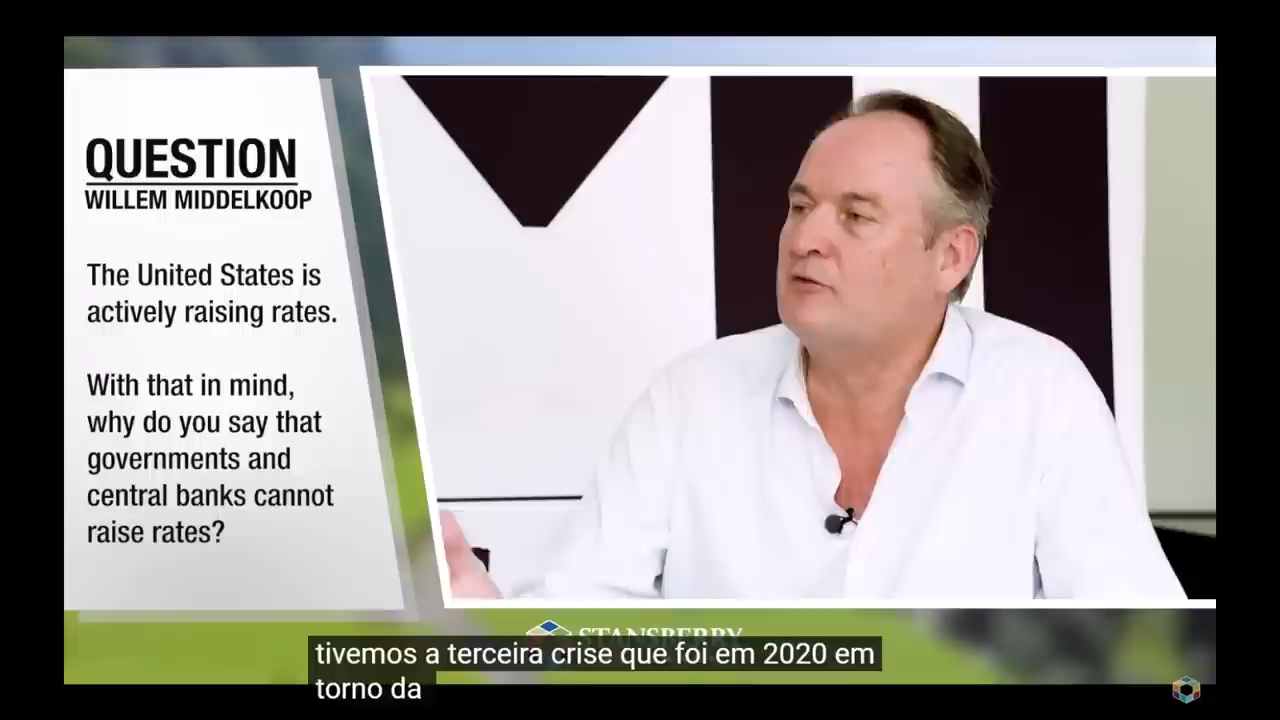 QUESTION
WILLEM MIDDELKOOP
The United States is
actively raising rates.
With that in mind,
why do you say that
governments and
central banks cannot
raise rates?
STANSBERRY
tivemos a terceira crise que foi em 2020 em
torno da